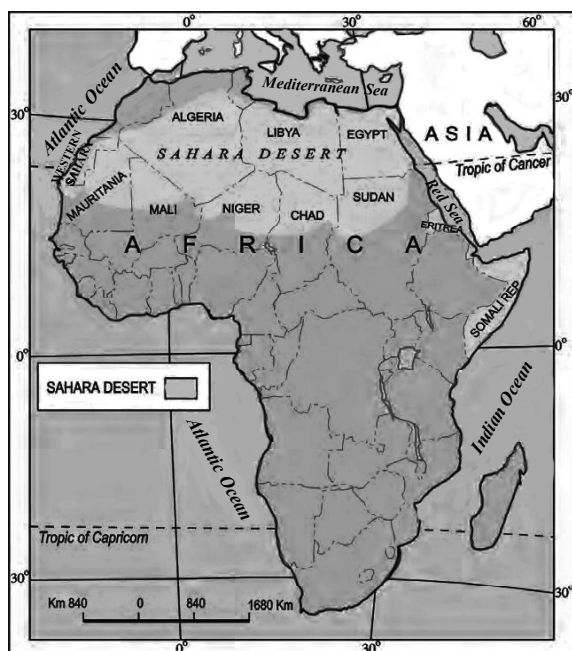 0°
30°
60°
Atlantic Ocean
Mediterranean Sea
30°
30°
ALGERIA
LIBYA
EGYPT
ASIA
WESTERN
SAHARA
SAHARA DESERT
Tropic of Cancer
Red Sea
MAURITANIA
MALI
NIGER
CHAD
SUDAN
ERITREA
AFRICA
SOMALI REP
0°
0°
SAHARA DESERT
Atlantic Ocean
Indian Ocean
Tropic of Capricorn
30°
30°
Km 840 0 840 1680 Km
0°
30°